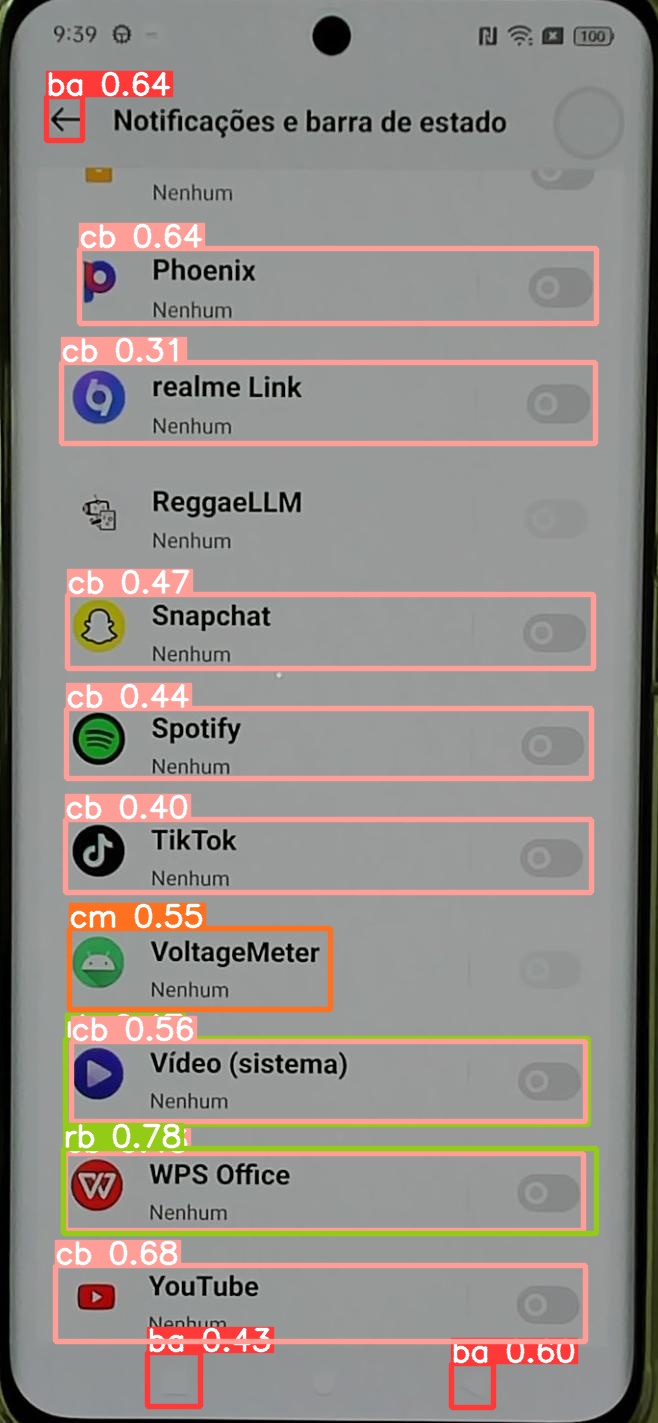 9:39
100
ba 0.64
Notificações e barra de estado
Nenhum
cb 0.64
Phoenix
Nenhum
cb 0.31
realme Link
Nenhum
ReggaeLLM
Nenhum
cb 0.47
Snapchat
Nenhum
cb 0.44
Spotify
Nenhum
cb 0.40
TikTok
Nenhum
cm 0.55
VoltageMeter
Nenhum
cb 0.56
Vídeo (sistema)
Nenhum
rb 0.78
WPS Office
Nenhum
cb 0.68
YouTube
Nenhum
ba 0.43
ba 0.60